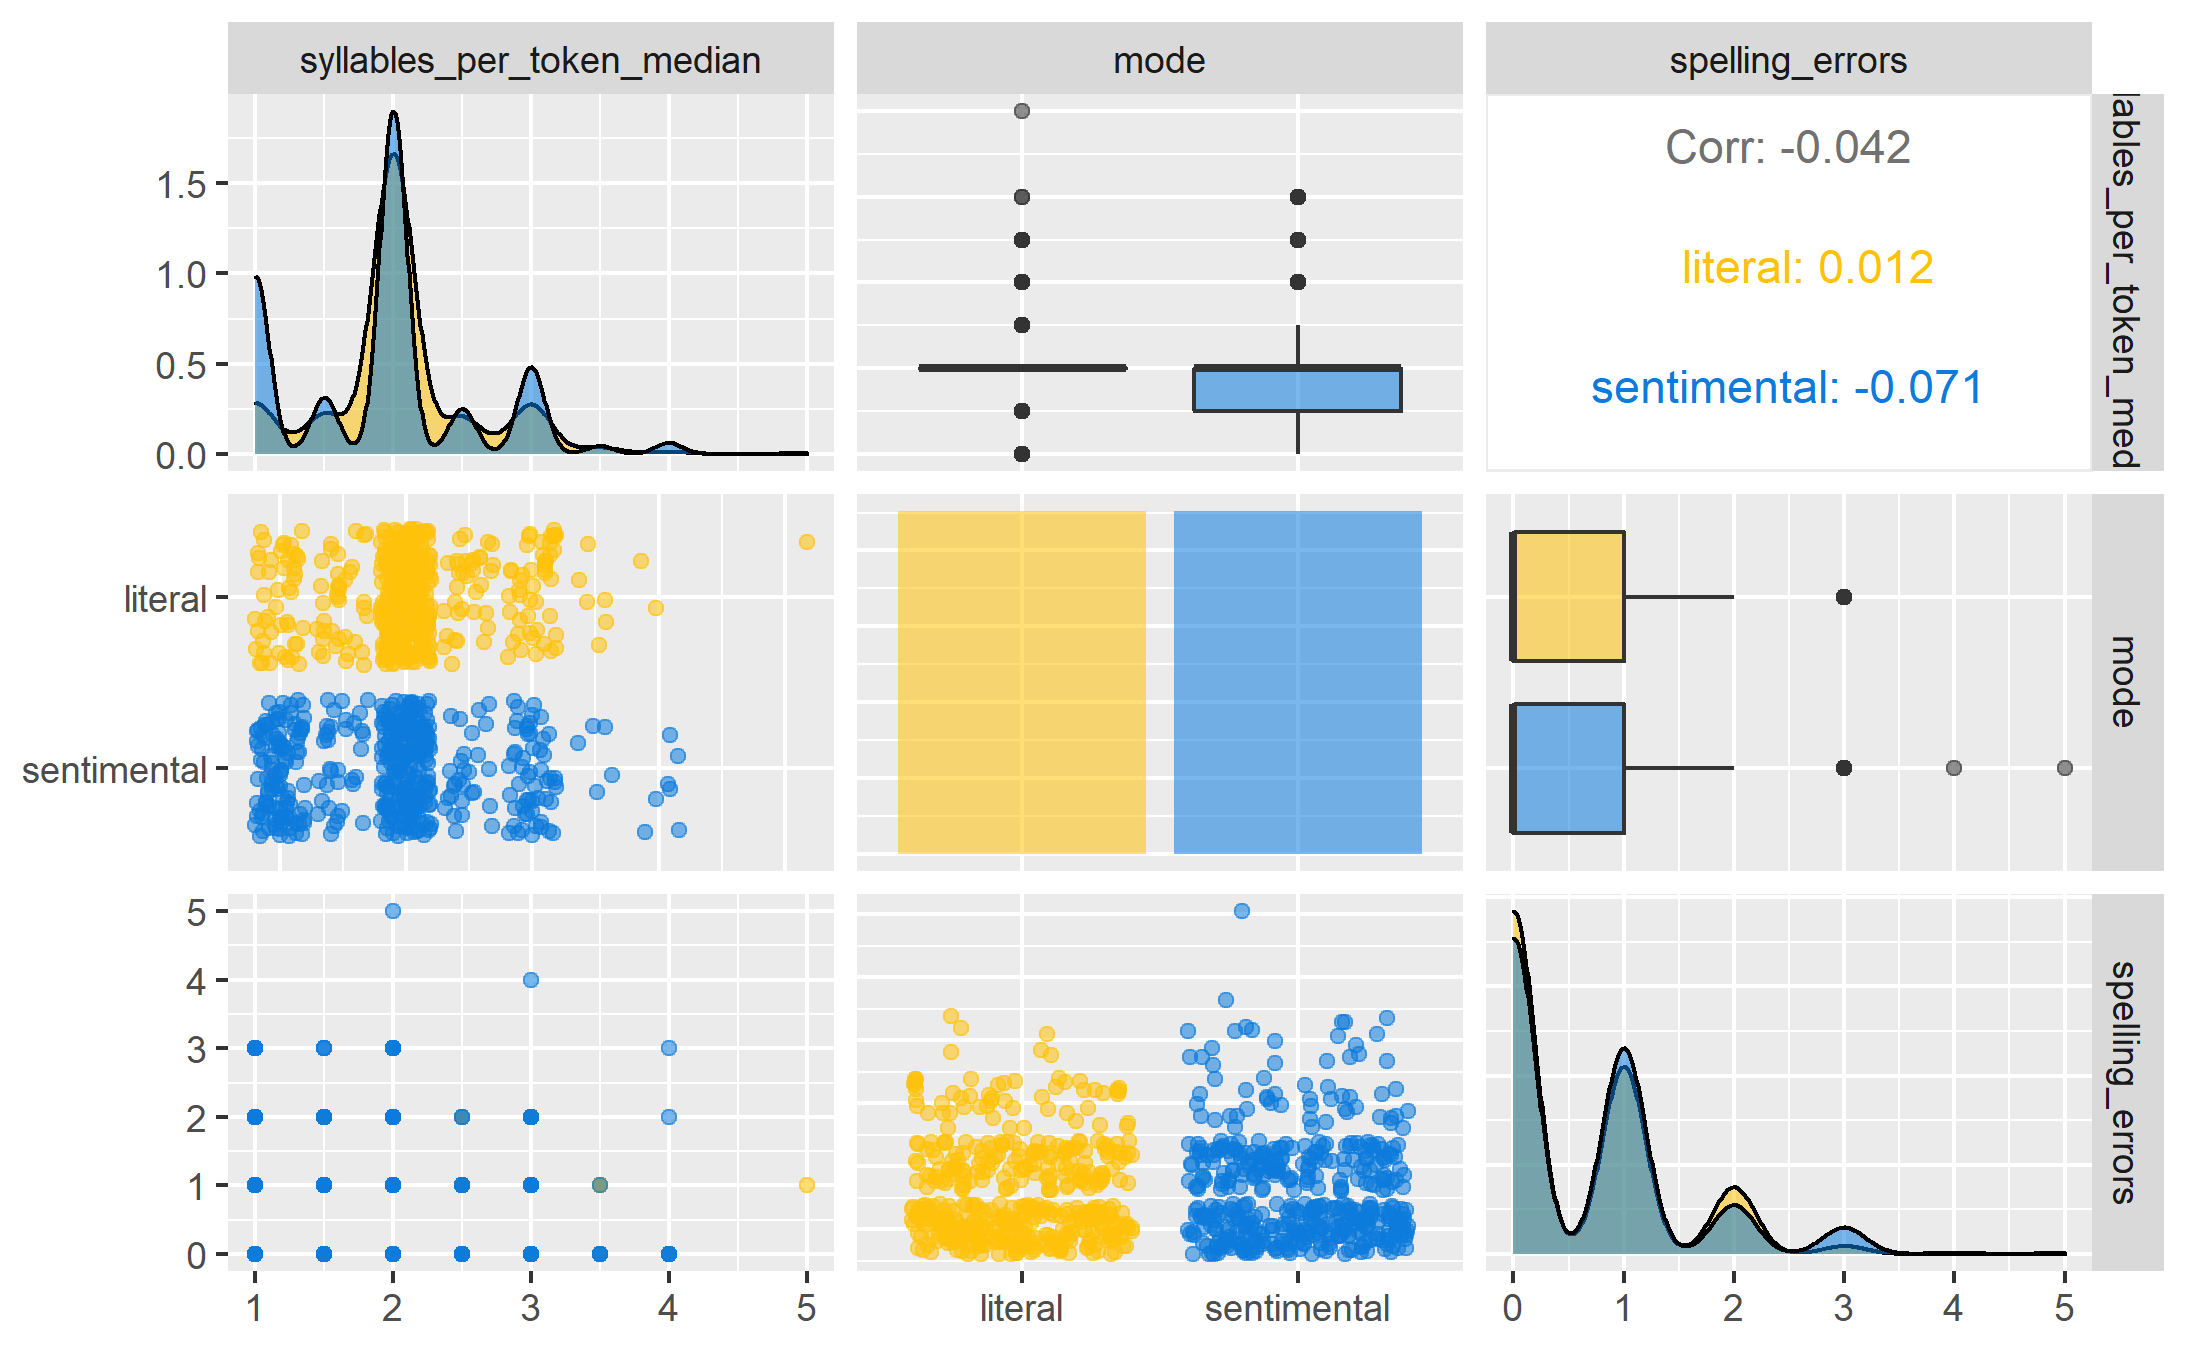 syllables_per_token_median
mode
spelling_errors
1.5
1.0
0.5
0.0
Corr: -0.042
literal: 0.012
sentimental: -0.071
lables_per_token_med
literal
sentimental
mode
5
4
3
2
1
0
spelling_errors
1 2 3 4 5
literal sentimental
0 1 2 3 4 5